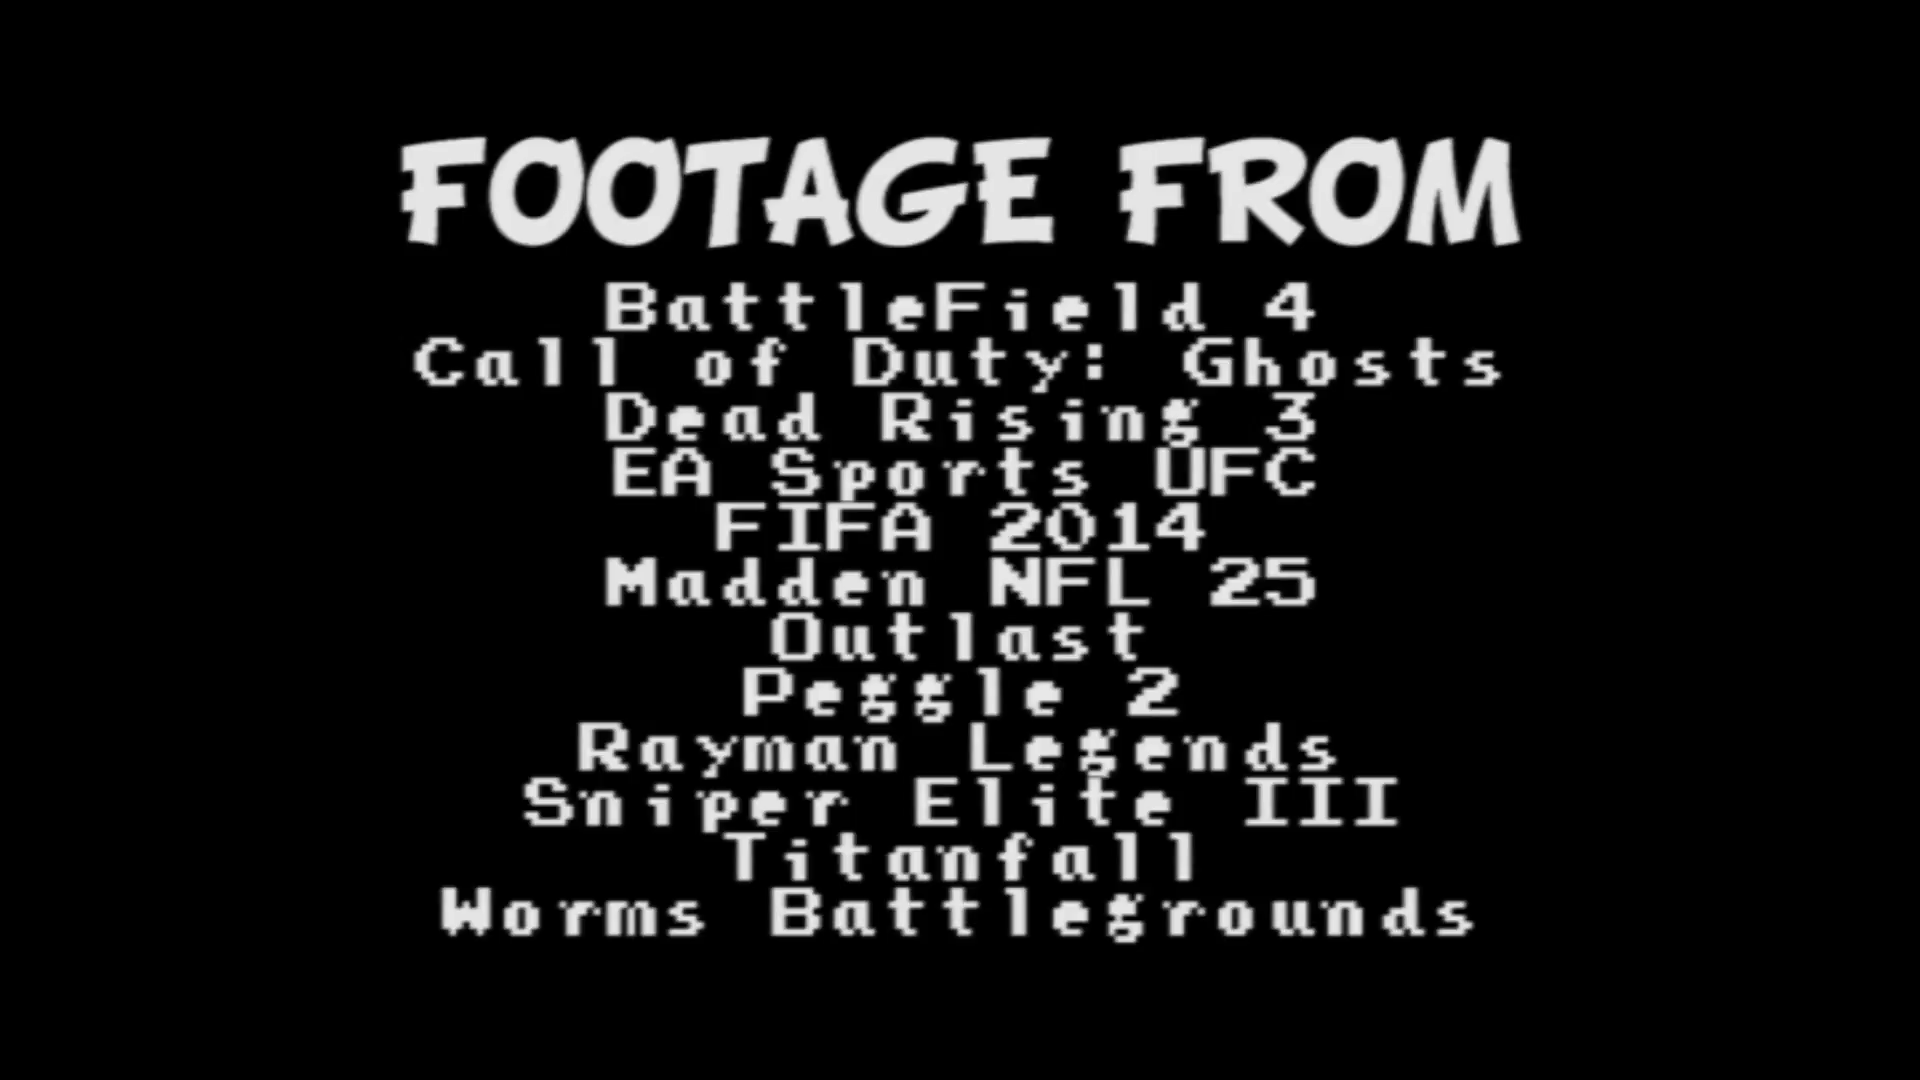 FOOTAGE FROM
BattleField 4
Call of Duty: Ghosts
Dead Rising 3
EA Sports UFC
FIFA 2014
Madden NFL 25
Outlast
Peggle 2
Rayman Legends
Sniper Elite III
Titanfall
Worms Battlegrounds